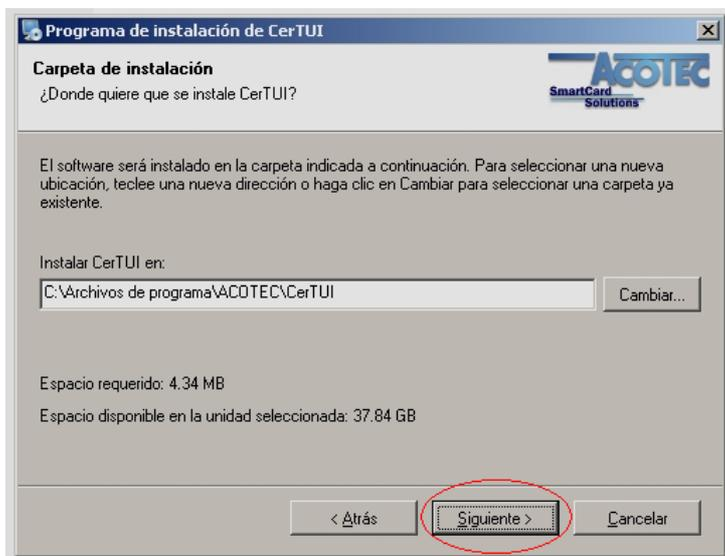 Programa de instalación de CerTUI
Carpeta de instalación
¿Donde quiere que se instale CerTUI?
ACOTEC
SmartCard
Solutions
El software será instalado en la carpeta indicada a continuación. Para seleccionar una nueva
ubicación, teclee una nueva dirección o haga clic en Cambiar para seleccionar una carpeta ya
existente.
Instalar CerTUI en:
C:\Archivos de programa\ACOTEC\CerTUI
Cambiar...
Espacio requerido: 4.34 MB
Espacio disponible en la unidad seleccionada: 37.84 GB
< Atrás
Siguiente >
Cancelar